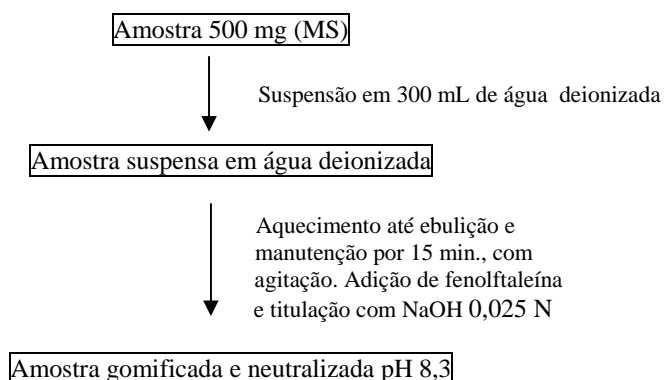 Amostra 500 mg (MS)
Suspensão em 300 mL de água deionizada
Amostra suspensa em água deionizada
Aquecimento até ebulição e
manutenção por 15 min., com
agitação. Adição de fenolftaleína
e titulação com NaOH 0,025 N
Amostra gomificada e neutralizada pH 8,3